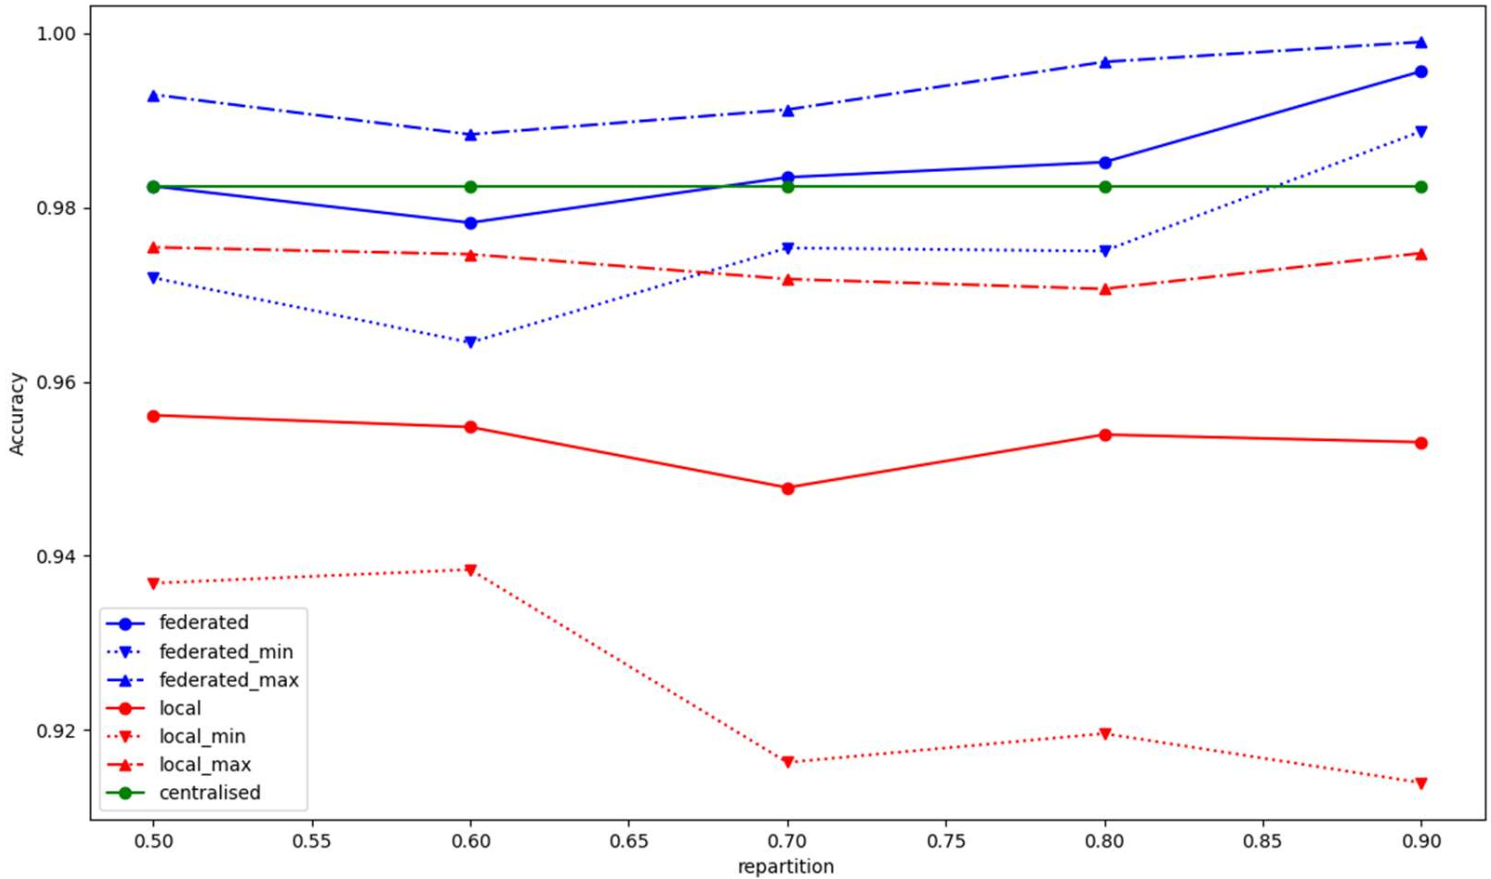 1.00
0.98
0.96
0.94
0.92
Accuracy
federated
federated_min
federated_max
local
local_min
local_max
centralised
0.50 0.55 0.60 0.65 0.70 0.75 0.80 0.85 0.90
repartition